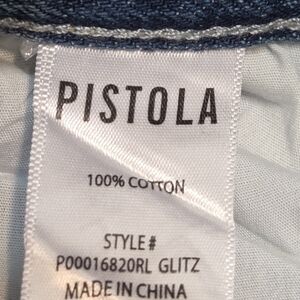 PISTOLA
100% COTTON
STYLE#
P00016820RL GLITZ
MADE IN CHINA